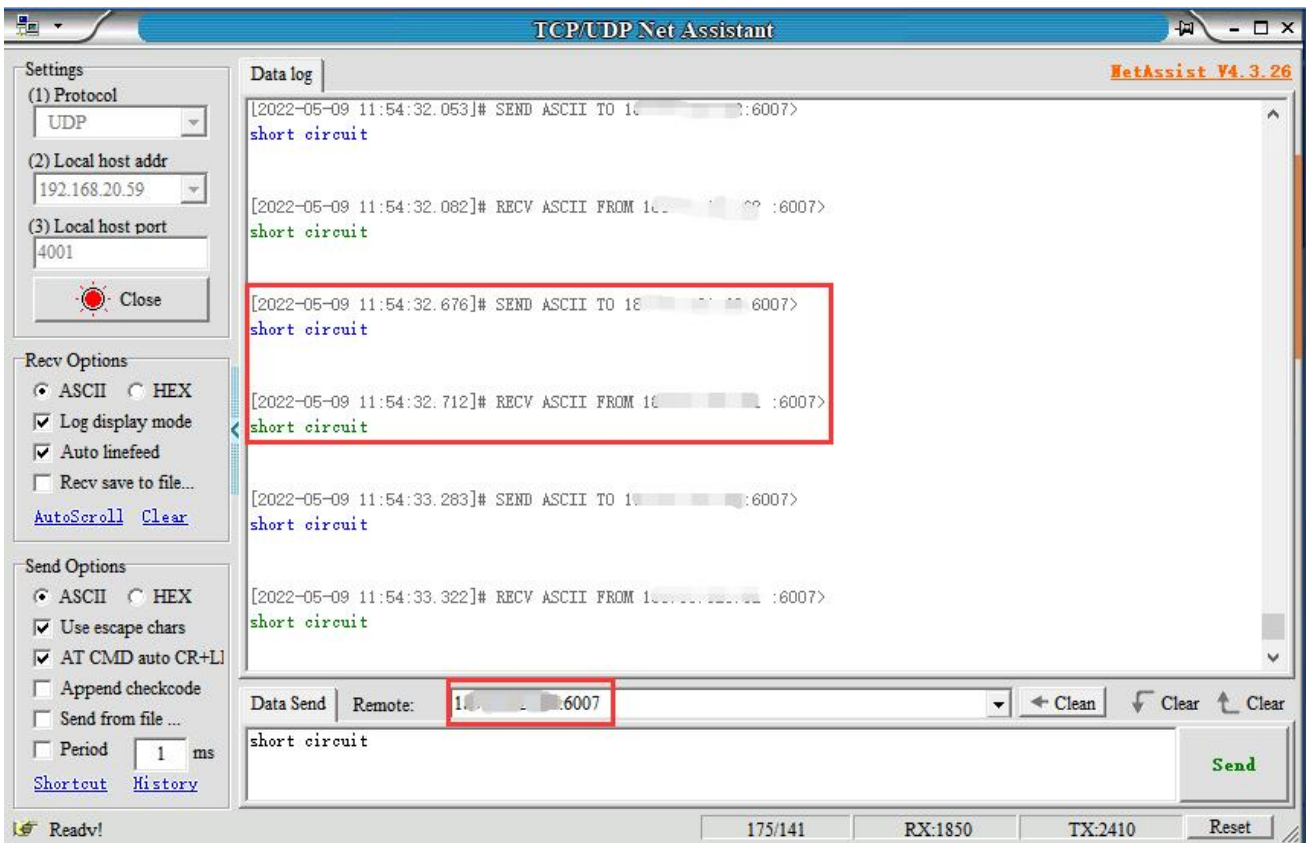 TCP/UDP Net Assistant
Settings
(1) Protocol
UDP
(2) Local host addr
192.168.20.59
(3) Local host port
4001
Close
Recv Options
ASCII HEX
Log display mode
Auto linefeed
Recv save to file...
AutoScroll Clear
Send Options
ASCII HEX
Use escape chars
AT CMD auto CR+LI
Append checkcode
Send from file ...
Period 1 ms
Shortcut History
Data log NetAssist V4.3.26
[2022-05-09 11:54:32.053]# SEND ASCII TO :6007>
short circuit
[2022-05-09 11:54:32.082]# RECV ASCII FROM :6007>
short circuit
[2022-05-09 11:54:32.676]# SEND ASCII TO 18 6007>
short circuit
[2022-05-09 11:54:32.712]# RECV ASCII FROM :6007>
short circuit
[2022-05-09 11:54:33.283]# SEND ASCII TO :6007>
short circuit
[2022-05-09 11:54:33.322]# RECV ASCII FROM :6007>
short circuit
Data Send Remote: :6007 Clean Clear Clear
short circuit
Send
Ready! 175/141 RX:1850 TX:2410 Reset